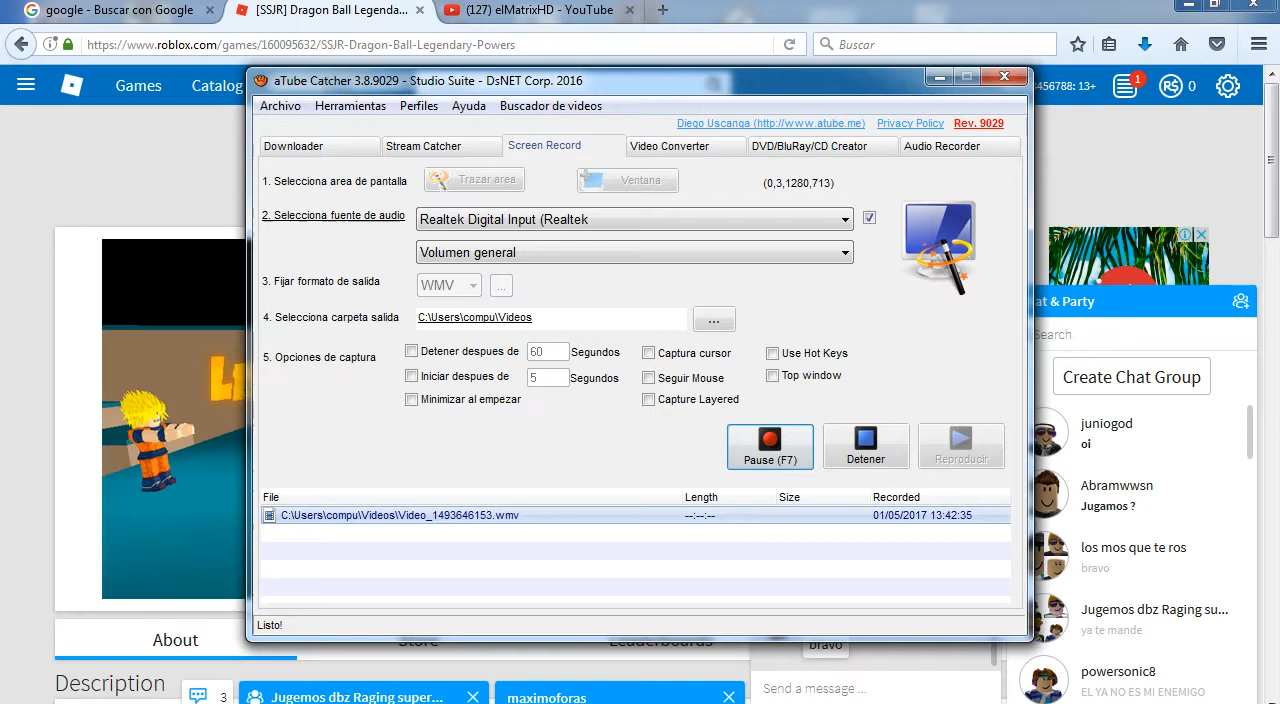 google - Buscar con Google
[SSJR] Dragon Ball Legenda...
(127) elMatrixHD - YouTube
https://www.roblox.com/games/160095632/SSJR-Dragon-Ball-Legendary-Powers
Buscar
Games
Catalog
456788: 13+
1
R$ 0
aTube Catcher 3.8.9029 - Studio Suite - DsNET Corp. 2016
Archivo Herramientas Perfiles Ayuda Buscador de videos
Diego Uscanga (http://www.atube.me) Privacy Policy Rev. 9029
Downloader Stream Catcher Screen Record Video Converter DVD/BluRay/CD Creator Audio Recorder
1. Selecciona area de pantalla Trazar area Ventana (0,3,1280,713)
2. Selecciona fuente de audio Realtek Digital Input (Realtek
Volumen general
3. Fijar formato de salida WMV ...
4. Selecciona carpeta salida C:\Users\compu\Videos ...
5. Opciones de captura
Detener despues de 60 Segundos Captura cursor Use Hot Keys
Iniciar despues de 5 Segundos Seguir Mouse Top window
Minimizar al empezar Capture Layered
Pause (F7) Detener Reproducir
File Length Size Recorded
C:\Users\compu\Videos\Video_1493646153.wmv --:--:-- 01/05/2017 13:42:35
Listo!
at & Party
Search
Create Chat Group
juniogod
oi
Abramwwsn
Jugamos ?
los mos que te ros
bravo
Jugemos dbz Raging su...
ya te mande
powersonic8
EL YA NO ES MI ENEMIGO
About
Store
Leaderboards
bravo
Description
3
Jugemos dbz Raging super...
maximoforas
Send a message ...